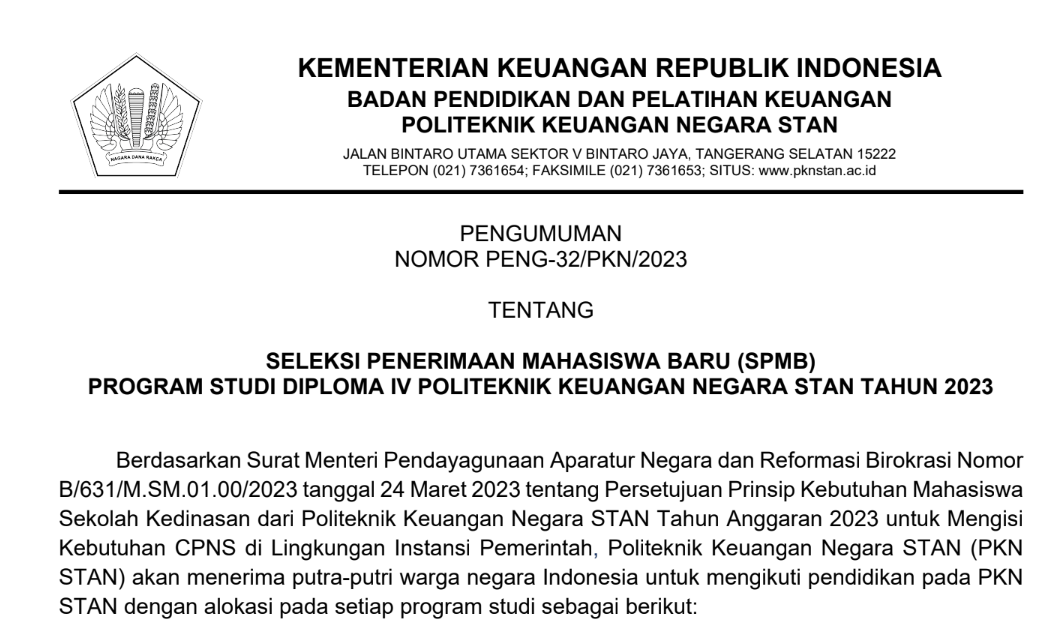 KEMENTERIAN KEUANGAN REPUBLIK INDONESIA
BADAN PENDIDIKAN DAN PELATIHAN KEUANGAN
POLITEKNIK KEUANGAN NEGARA STAN
NAGARA DANA RAKCA
JALAN BINTARO UTAMA SEKTOR V BINTARO JAYA, TANGERANG SELATAN 15222
TELEPON (021) 7361654; FAKSIMILE (021) 7361653; SITUS: www.pknstan.ac.id
PENGUMUMAN
NOMOR PENG-32/PKN/2023
TENTANG
SELEKSI PENERIMAAN MAHASISWA BARU (SPMB)
PROGRAM STUDI DIPLOMA IV POLITEKNIK KEUANGAN NEGARA STAN TAHUN 2023
Berdasarkan Surat Menteri Pendayagunaan Aparatur Negara dan Reformasi Birokrasi Nomor
B/631/M.SM.01.00/2023 tanggal 24 Maret 2023 tentang Persetujuan Prinsip Kebutuhan Mahasiswa
Sekolah Kedinasan dari Politeknik Keuangan Negara STAN Tahun Anggaran 2023 untuk Mengisi
Kebutuhan CPNS di Lingkungan Instansi Pemerintah, Politeknik Keuangan Negara STAN (PKN
STAN) akan menerima putra-putri warga negara Indonesia untuk mengikuti pendidikan pada PKN
STAN dengan alokasi pada setiap program studi sebagai berikut: